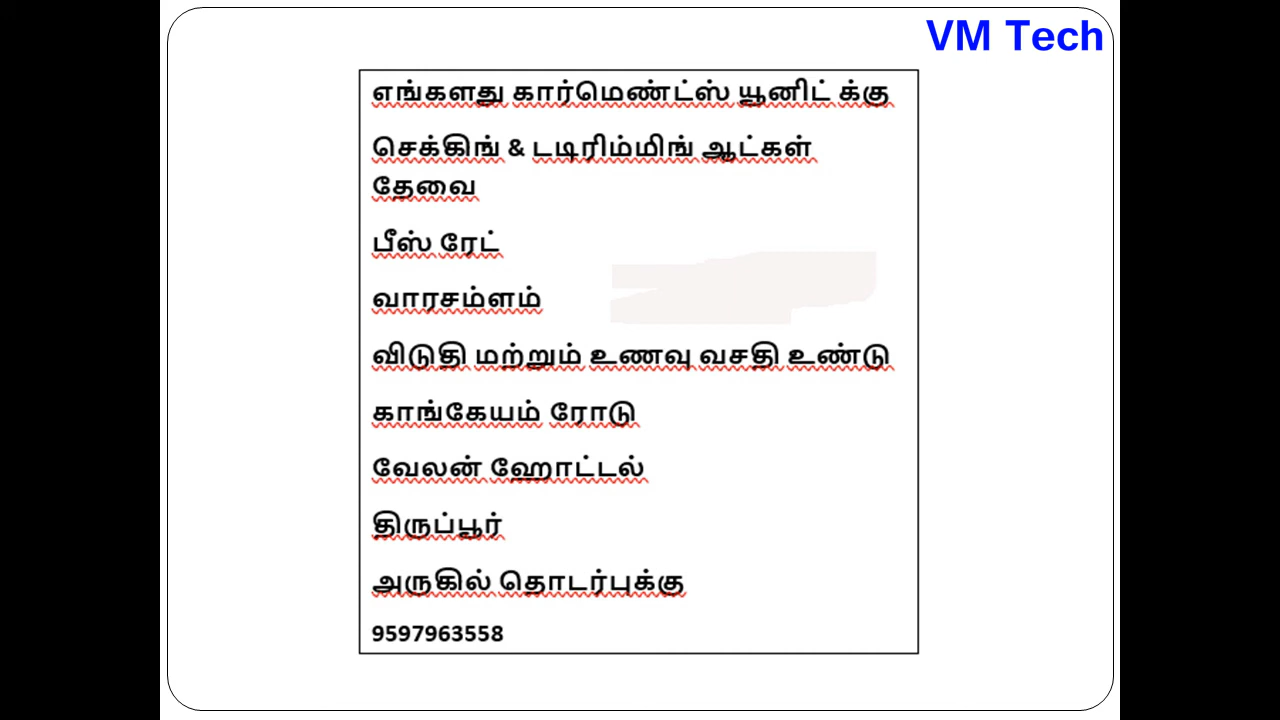 VM Tech
எங்களது கார்மெண்ட்ஸ் யூனிட் க்கு
செக்கிங் & டடிரிம்மிங் ஆட்கள்
தேவை
பீஸ் ரேட்
வாரசம்ளம்
விடுதி மற்றும் உணவு வசதி உண்டு
காங்கேயம் ரோடு
வேலன் ஹோட்டல்
திருப்பூர்
அருகில் தொடர்புக்கு
9597963558